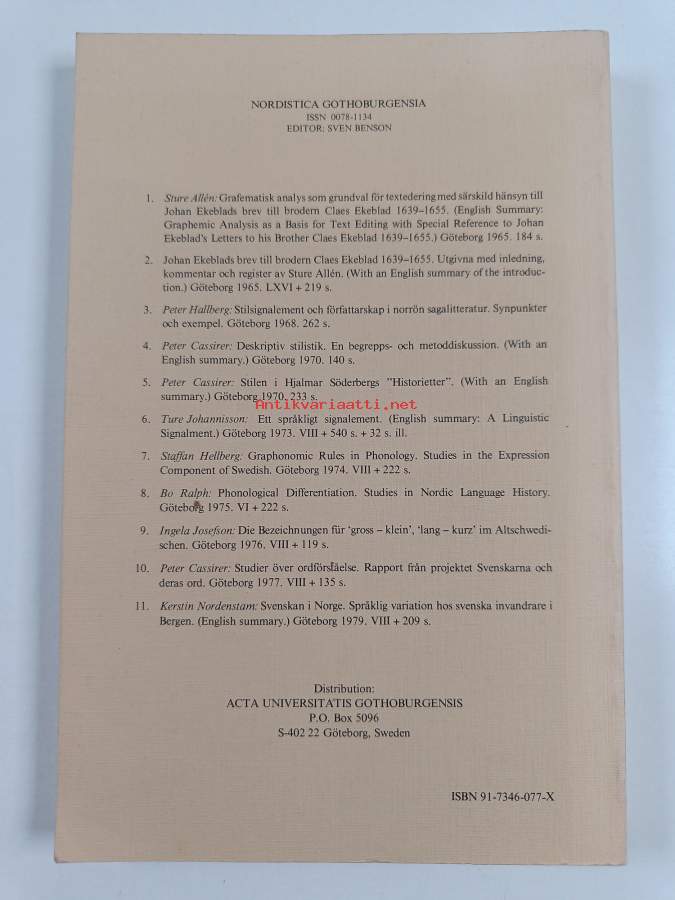 NORDISTICA GOTHOBURGENSIA
ISSN 0078-1134
EDITOR: SVEN BENSON
1. Sture Allén: Grafematisk analys som grundval för textedering med särskild hänsyn till
Johan Ekeblads brev till brodern Claes Ekeblad 1639–1655. (English Summary:
Graphemic Analysis as a Basis for Text Editing with Special Reference to Johan
Ekeblad's Letters to his Brother Claes Ekeblad 1639–1655.) Göteborg 1965. 184 s.
2. Johan Ekeblads brev till brodern Claes Ekeblad 1639–1655. Utgivna med inledning,
kommentar och register av Sture Allén. (With an English summary of the introduc-
tion.) Göteborg 1965. LXVI + 219 s.
3. Peter Hallberg: Stilsignalement och författarskap i norrön sagalitteratur. Synpunkter
och exempel. Göteborg 1968. 262 s.
4. Peter Cassirer: Deskriptiv stilistik. En begrepps- och metoddiskussion. (With an
English summary.) Göteborg 1970. 140 s.
5. Peter Cassirer: Stilen i Hjalmar Söderbergs "Historietter". (With an English
summary.) Göteborg 1970. 233 s.
Antikvariaatti.net
6. Ture Johannisson: Ett språkligt signalement. (English summary: A Linguistic
Signalment.) Göteborg 1973. VIII + 540 s. + 32 s. ill.
7. Staffan Hellberg: Graphonomic Rules in Phonology. Studies in the Expression
Component of Swedish. Göteborg 1974. VIII + 222 s.
8. Bo Ralph: Phonological Differentiation. Studies in Nordic Language History.
Göteborg 1975. VI + 222 s.
9. Ingela Josefson: Die Bezeichnungen für ‘gross – klein’, ‘lang – kurz’ im Altschwedi-
schen. Göteborg 1976. VIII + 119 s.
10. Peter Cassirer: Studier över ordförståelse. Rapport från projektet Svenskarna och
deras ord. Göteborg 1977. VIII + 135 s.
11. Kerstin Nordenstam: Svenskan i Norge. Språklig variation hos svenska invandrare i
Bergen. (English summary.) Göteborg 1979. VIII + 209 s.
Distribution:
ACTA UNIVERSITATIS GOTHOBURGENSIS
P.O. Box 5096
S-402 22 Göteborg, Sweden
ISBN 91-7346-077-X